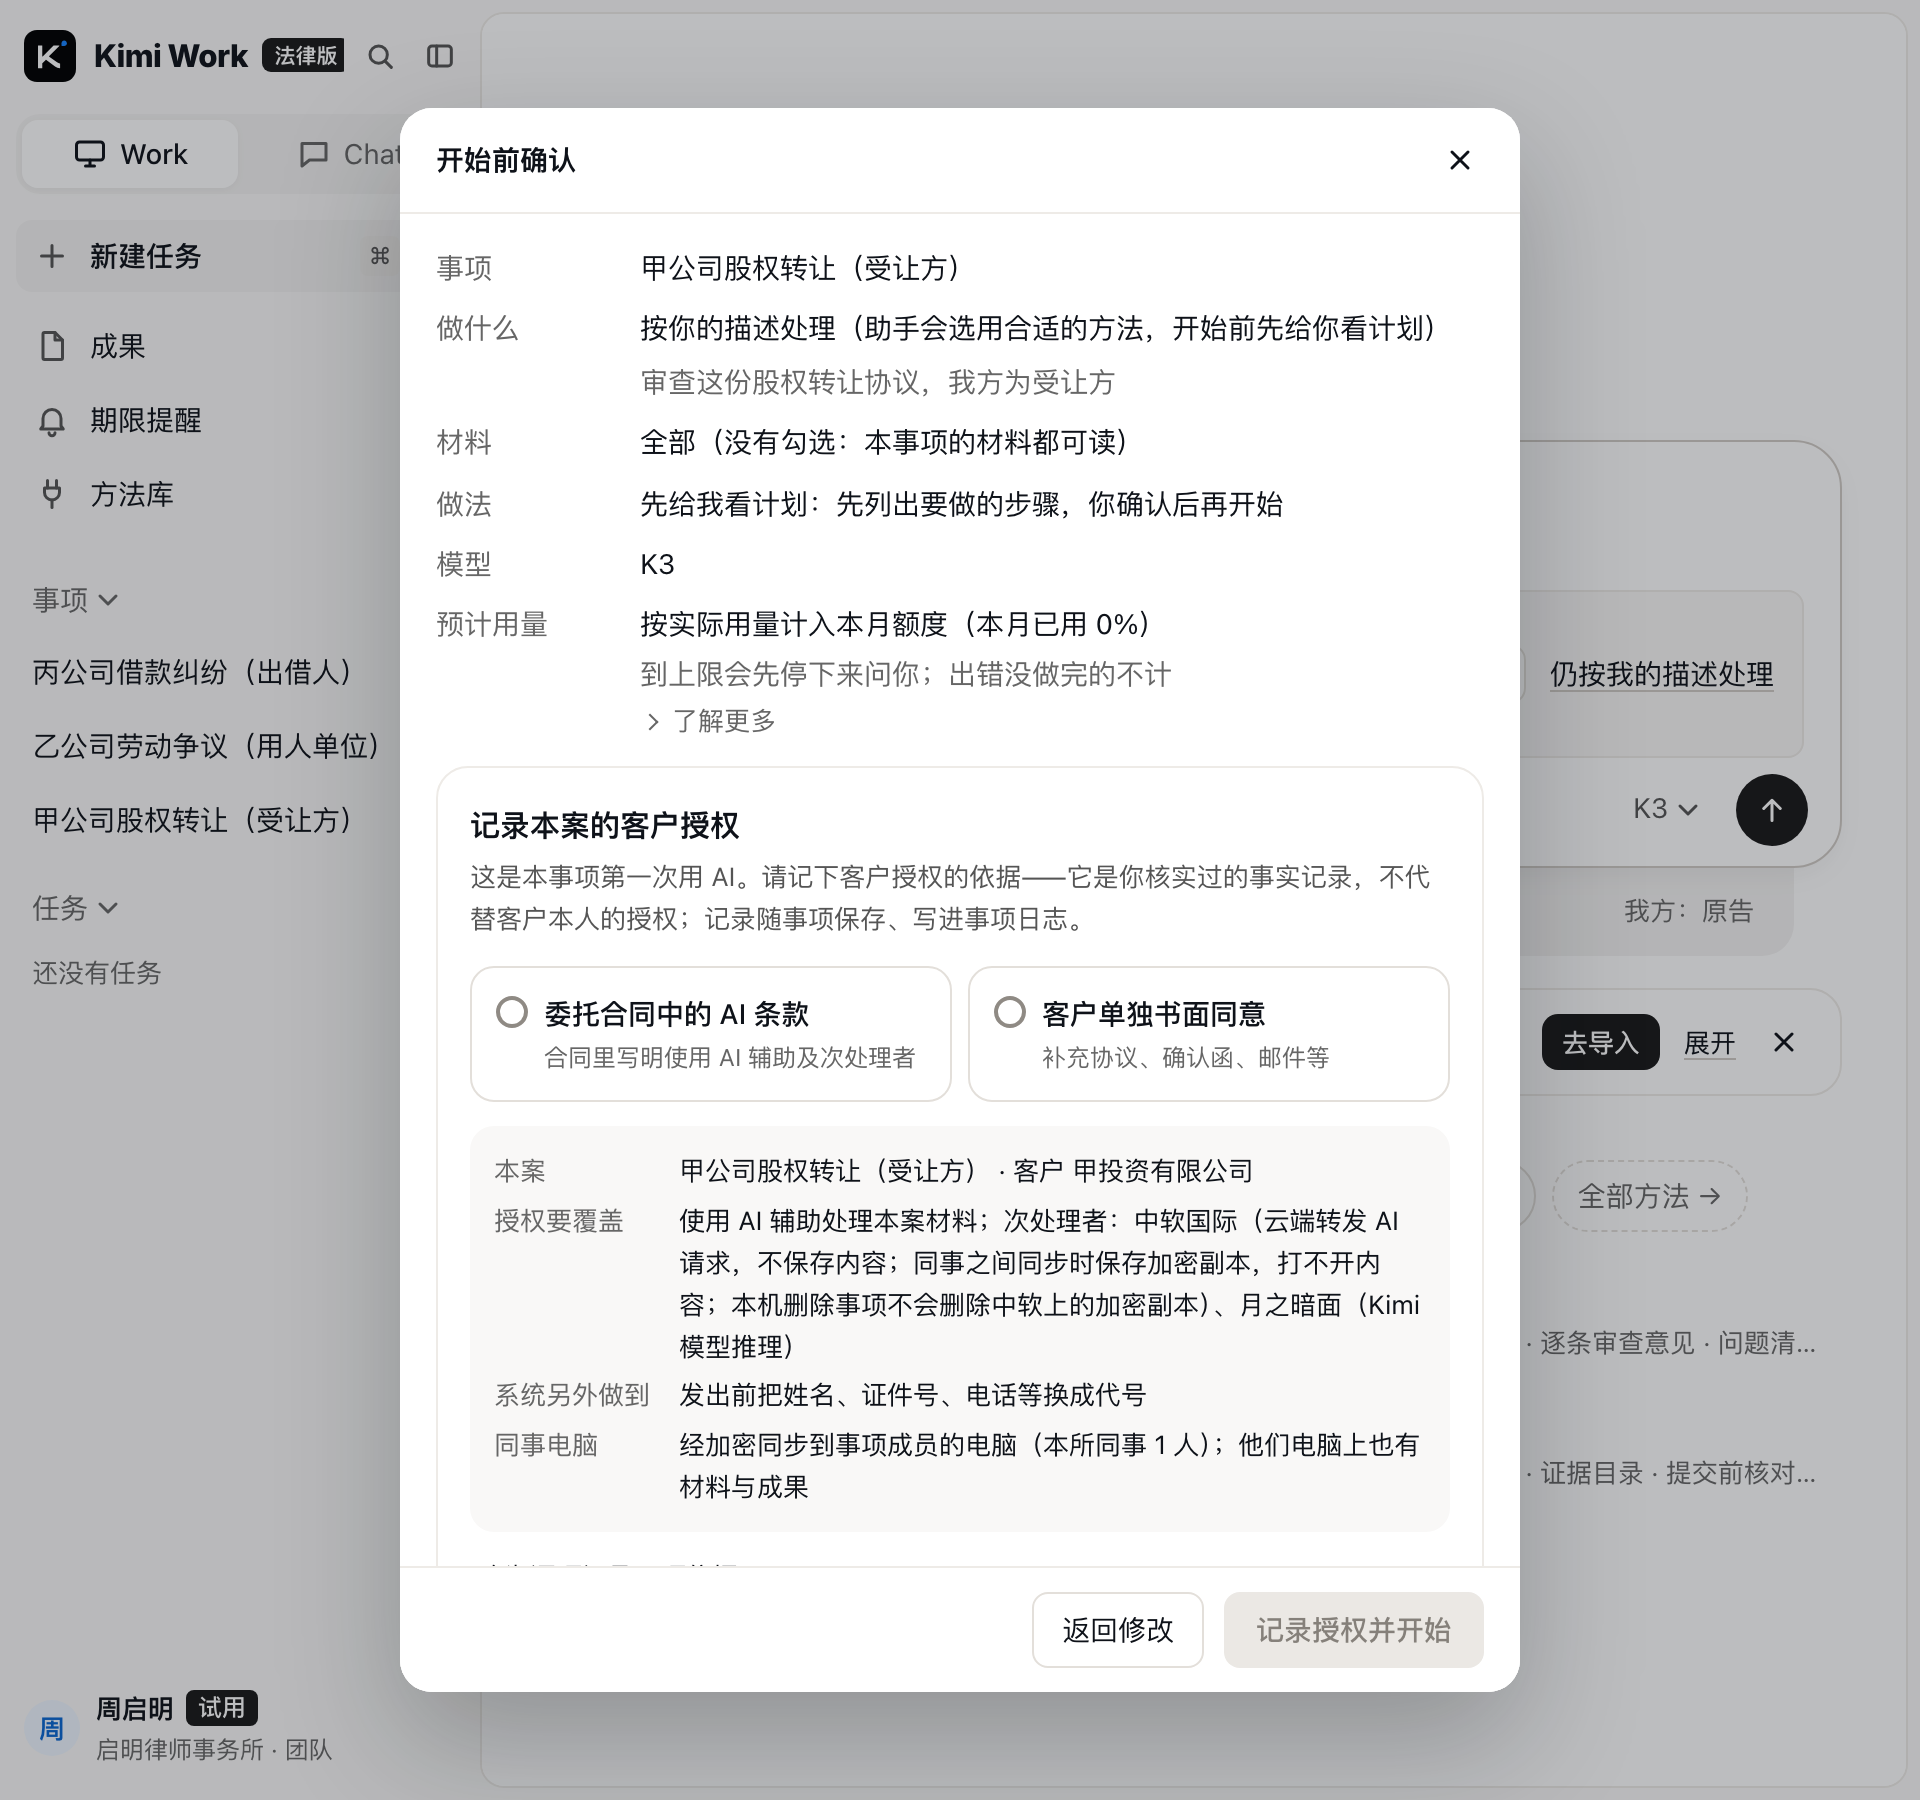 Kimi Work 法律版
Work
Chat
新建任务 ⌘
成果
期限提醒
方法库
事项
丙公司借款纠纷（出借人）
乙公司劳动争议（用人单位）
甲公司股权转让（受让方）
任务
还没有任务
周 周启明 试用
启明律师事务所 · 团队
开始前确认
事项 甲公司股权转让（受让方）
做什么 按你的描述处理（助手会选用合适的方法，开始前先给你看计划）
审查这份股权转让协议，我方为受让方
材料 全部（没有勾选：本事项的材料都可读）
做法 先给我看计划：先列出要做的步骤，你确认后再开始
模型 K3
预计用量 按实际用量计入本月额度（本月已用 0%）
到上限会先停下来问你；出错没做完的不计
了解更多
记录本案的客户授权
这是本事项第一次用 AI。请记下客户授权的依据——它是你核实过的事实记录，不代
替客户本人的授权；记录随事项保存、写进事项日志。
委托合同中的 AI 条款
合同里写明使用 AI 辅助及次处理者
客户单独书面同意
补充协议、确认函、邮件等
本案 甲公司股权转让（受让方） · 客户 甲投资有限公司
授权要覆盖 使用 AI 辅助处理本案材料；次处理者：中软国际（云端转发 AI
请求，不保存内容；同事之间同步时保存加密副本，打不开内
容；本机删除事项不会删除中软上的加密副本）、月之暗面（Kimi
模型推理）
系统另外做到 发出前把姓名、证件号、电话等换成代号
同事电脑 经加密同步到事项成员的电脑（本所同事 1 人）；他们电脑上也有
材料与成果
返回修改
记录授权并开始
仍按我的描述处理
K3
我方：原告
去导入 展开
全部方法 →
· 逐条审查意见 · 问题清...
· 证据目录 · 提交前核对...